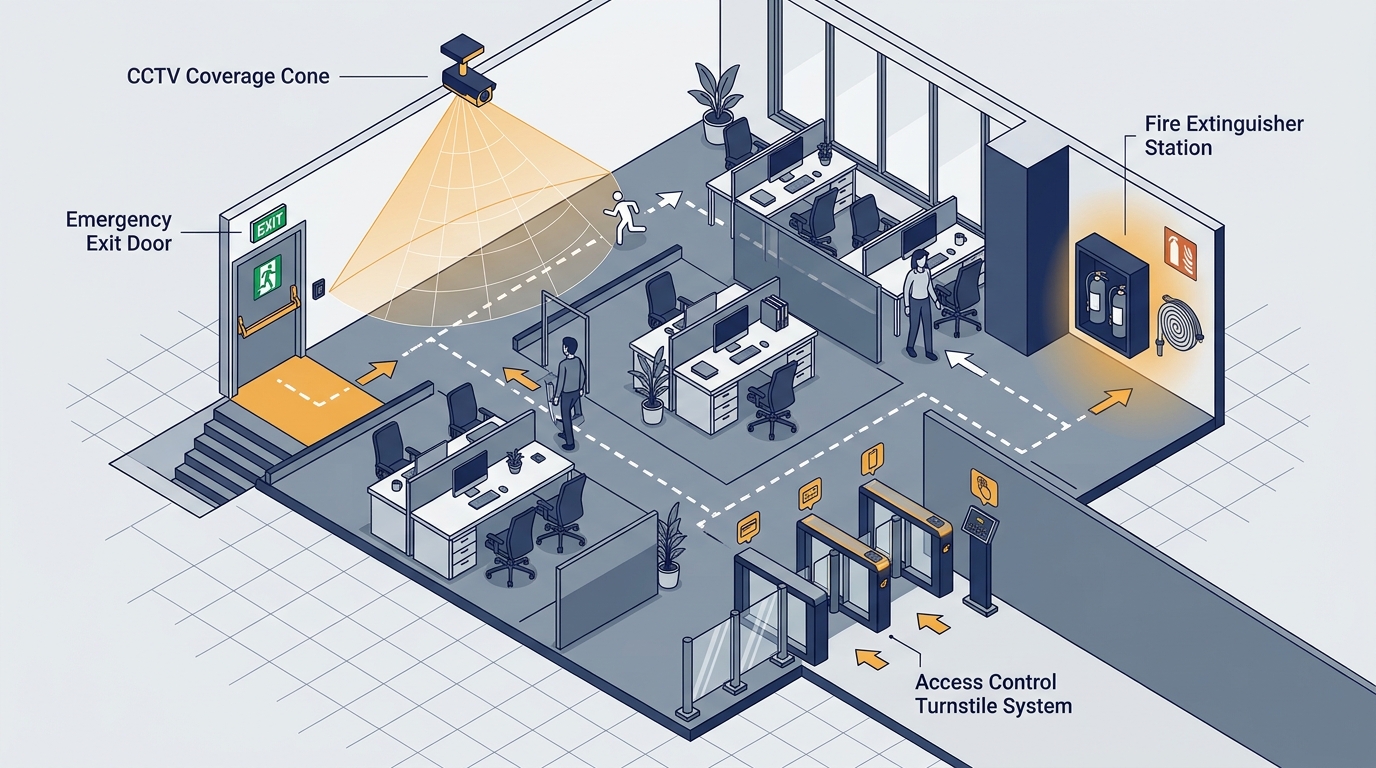 CCTV Coverage Cone
Fire Extinguisher
Station
Emergency
Exit Door
EXIT
Access Control
Turnstile System